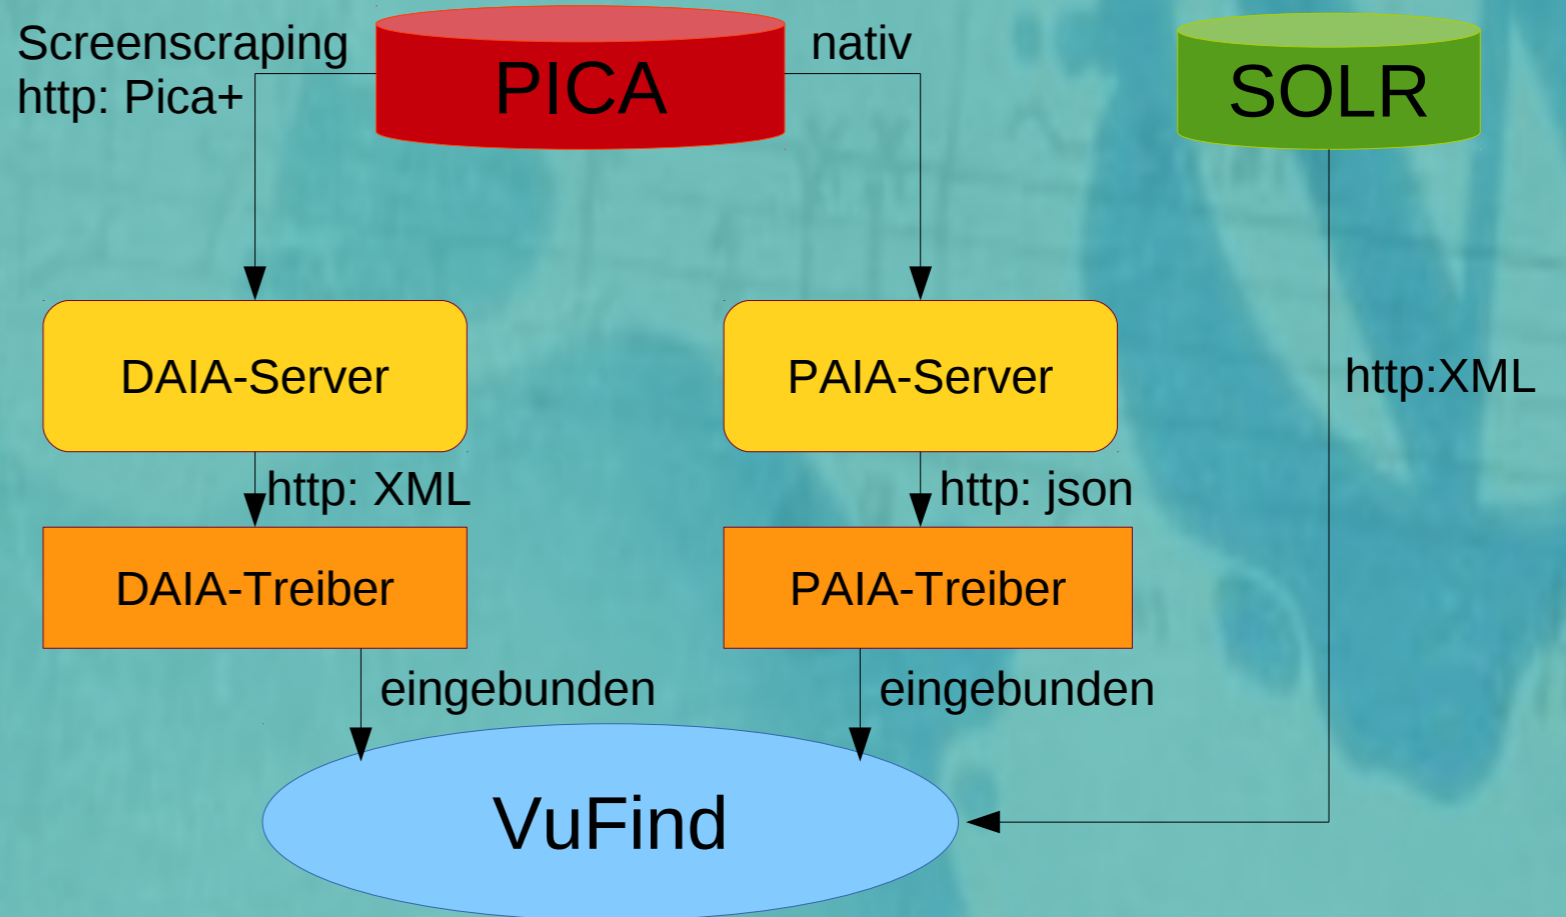 Screenscraping
http: Pica+
PICA
nativ
SOLR
DAIA-Server
PAIA-Server
http:XML
http: XML
http: json
DAIA-Treiber
PAIA-Treiber
eingebunden
eingebunden
VuFind